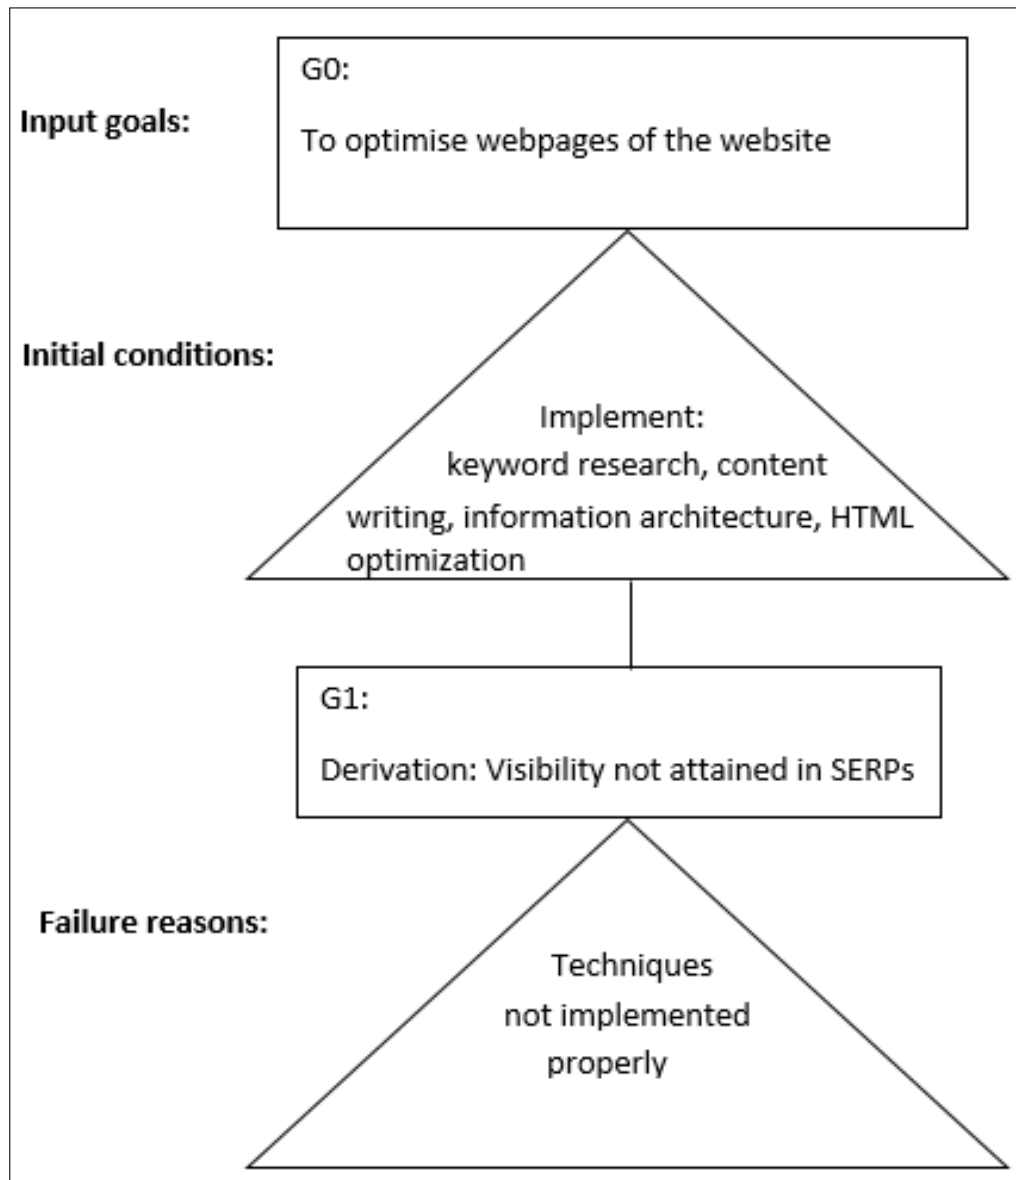 G0:
Input goals:
To optimise webpages of the website
Initial conditions:
Implement:
keyword research, content
writing, information architecture, HTML
optimization
G1:
Derivation: Visibility not attained in SERPs
Failure reasons:
Techniques
not implemented
properly